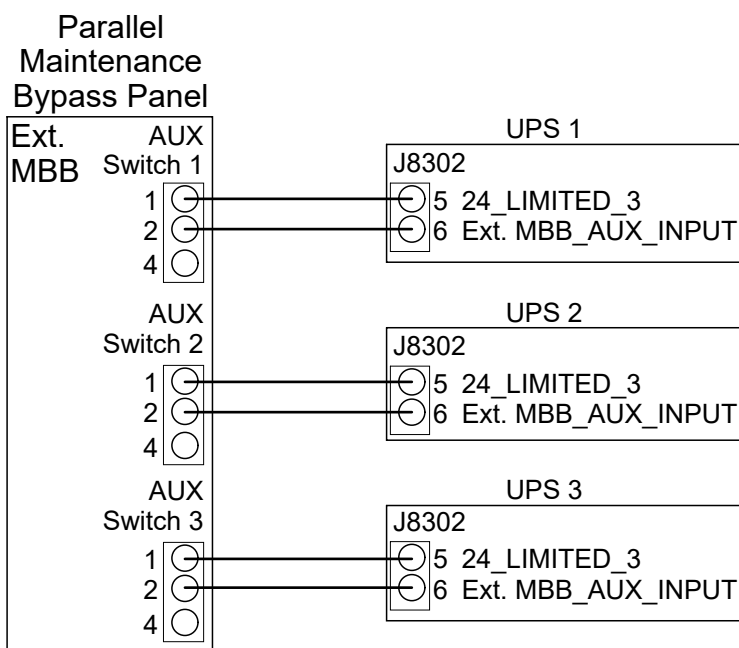 Parallel
Maintenance
Bypass Panel
Ext.
MBB
AUX
Switch 1
1
2
4
UPS 1
J8302
5 24_LIMITED_3
6 Ext. MBB_AUX_INPUT
AUX
Switch 2
1
2
4
UPS 2
J8302
5 24_LIMITED_3
6 Ext. MBB_AUX_INPUT
AUX
Switch 3
1
2
4
UPS 3
J8302
5 24_LIMITED_3
6 Ext. MBB_AUX_INPUT